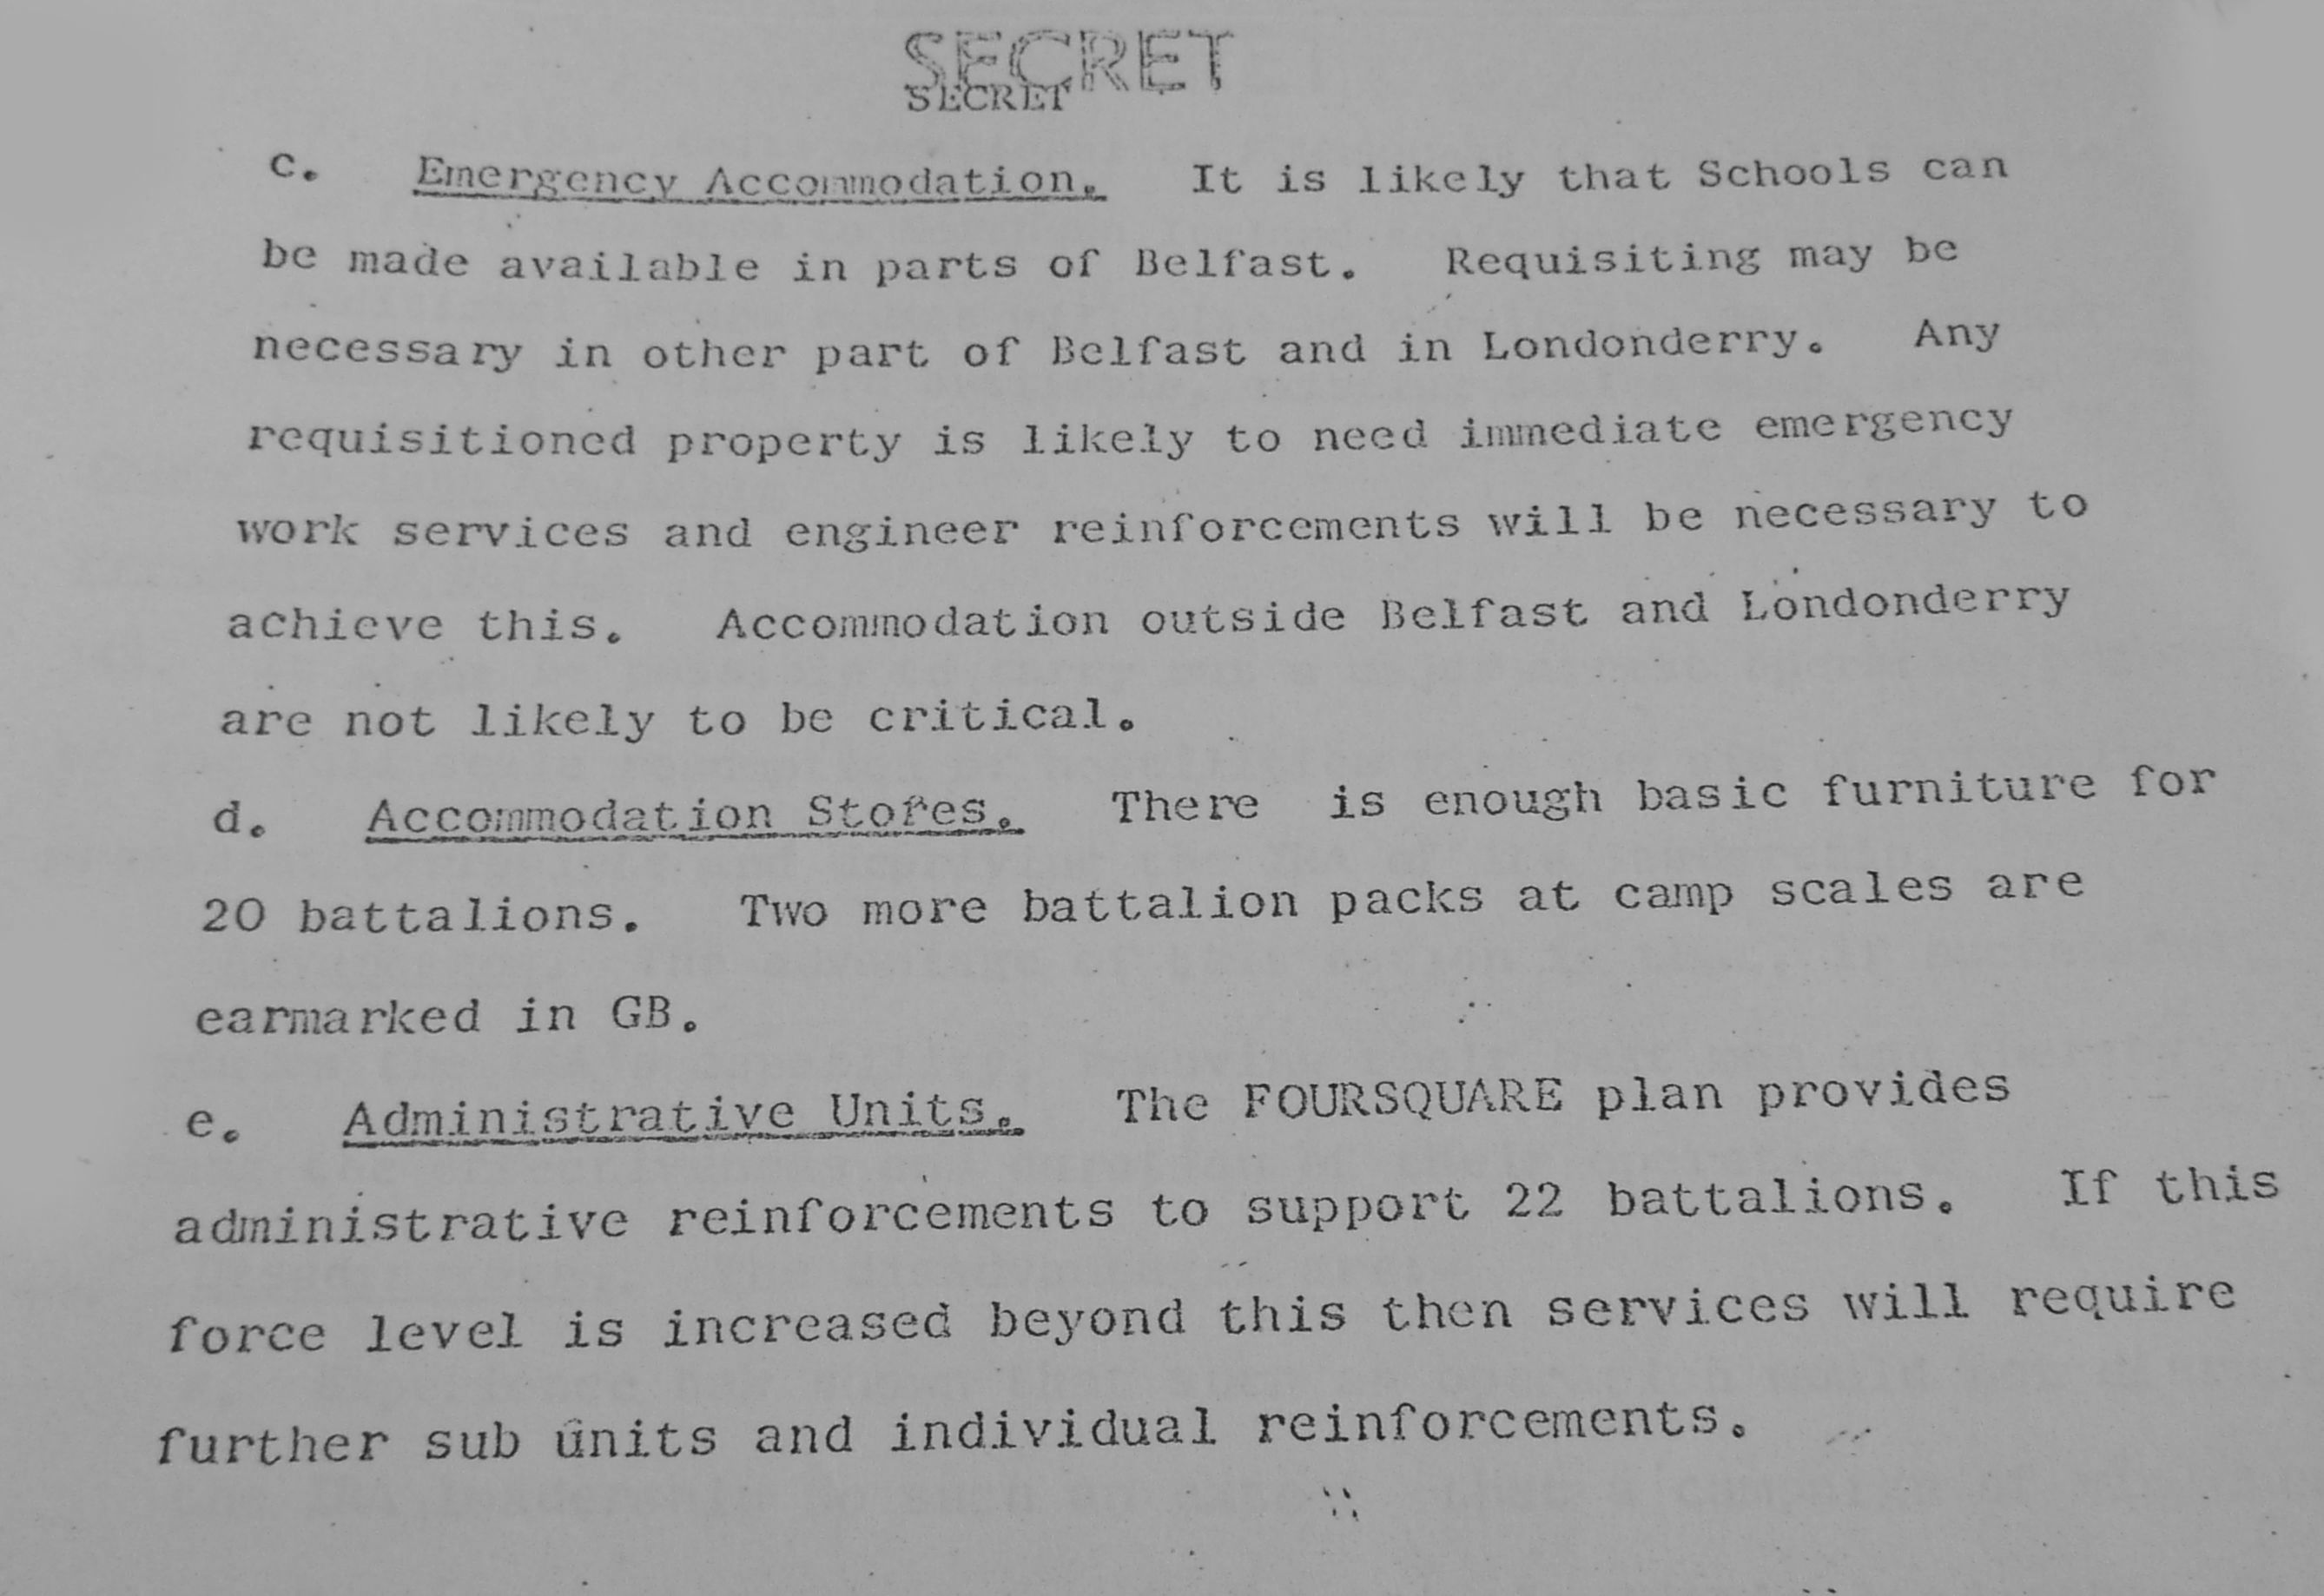 SECRET
SECRET
c. Emergency Accommodation. It is likely that Schools can
be made available in parts of Belfast. Requisiting may be
necessary in other part of Belfast and in Londonderry. Any
requisitioned property is likely to need immediate emergency
work services and engineer reinforcements will be necessary to
achieve this. Accommodation outside Belfast and Londonderry
are not likely to be critical.
d. Accommodation Stores. There is enough basic furniture for
20 battalions. Two more battalion packs at camp scales are
earmarked in GB.
e. Administrative Units. The FOURSQUARE plan provides
administrative reinforcements to support 22 battalions. If this
force level is increased beyond this then services will require
further sub units and individual reinforcements.